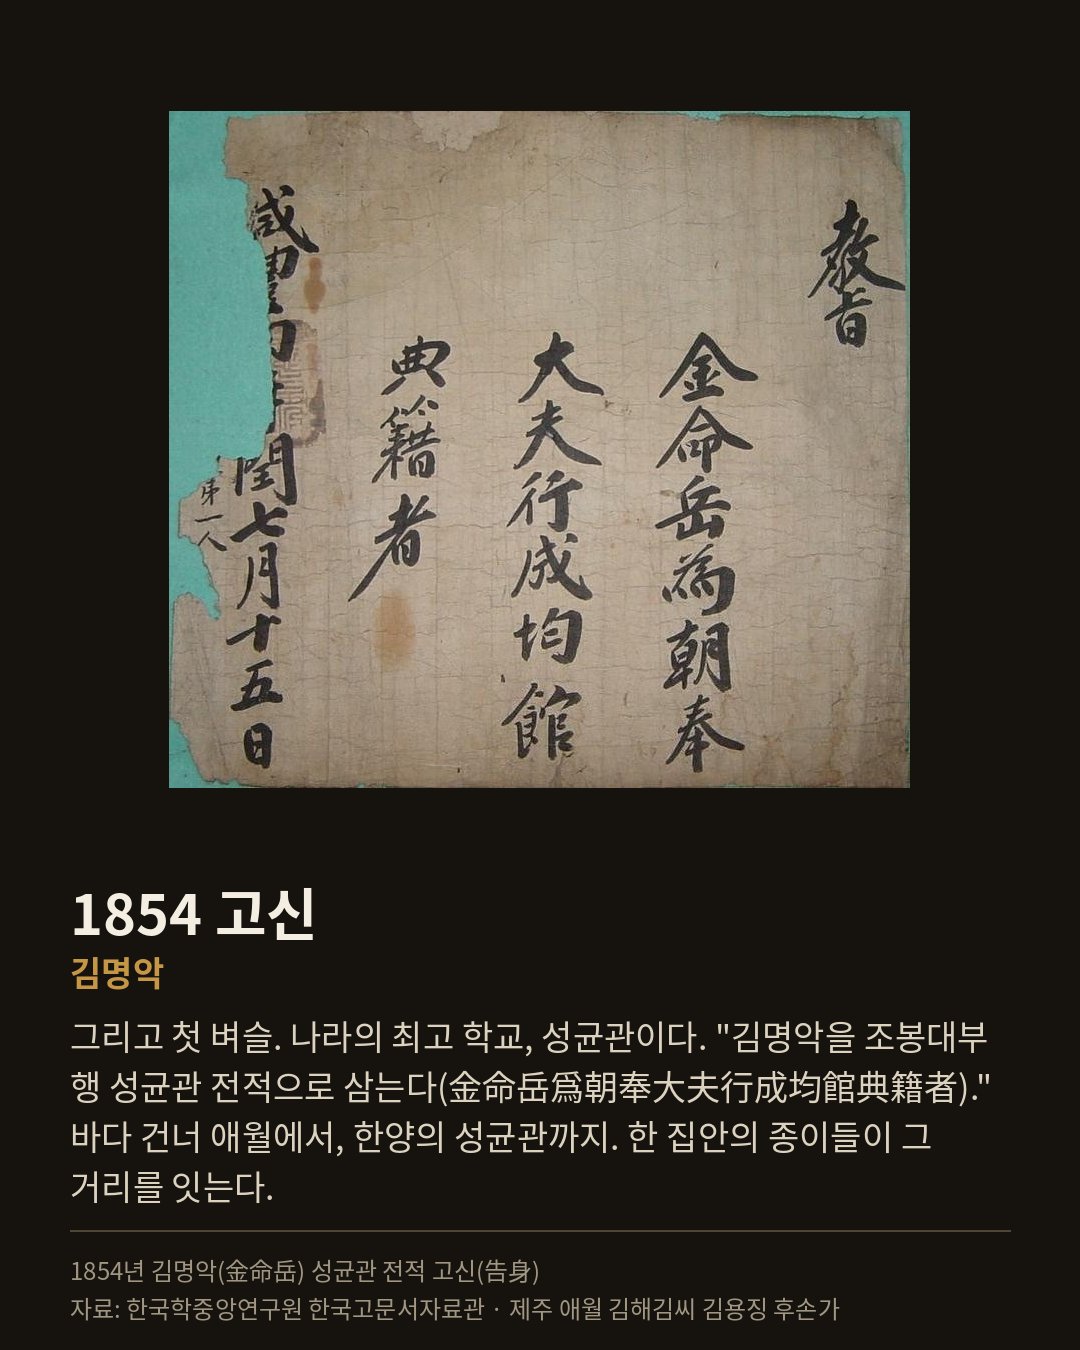 教旨
金命岳爲朝奉
大夫行成均館
典籍者
咸豐
閏七月十五日
第一人
1854 고신
김명악
그리고 첫 벼슬. 나라의 최고 학교, 성균관이다. "김명악을 조봉대부
행 성균관 전적으로 삼는다(金命岳爲朝奉大夫行成均館典籍者)."
바다 건너 애월에서, 한양의 성균관까지. 한 집안의 종이들이 그
거리를 잇는다.
1854년 김명악(金命岳) 성균관 전적 고신(告身)
자료: 한국학중앙연구원 한국고문서자료관 · 제주 애월 김해김씨 김용징 후손가